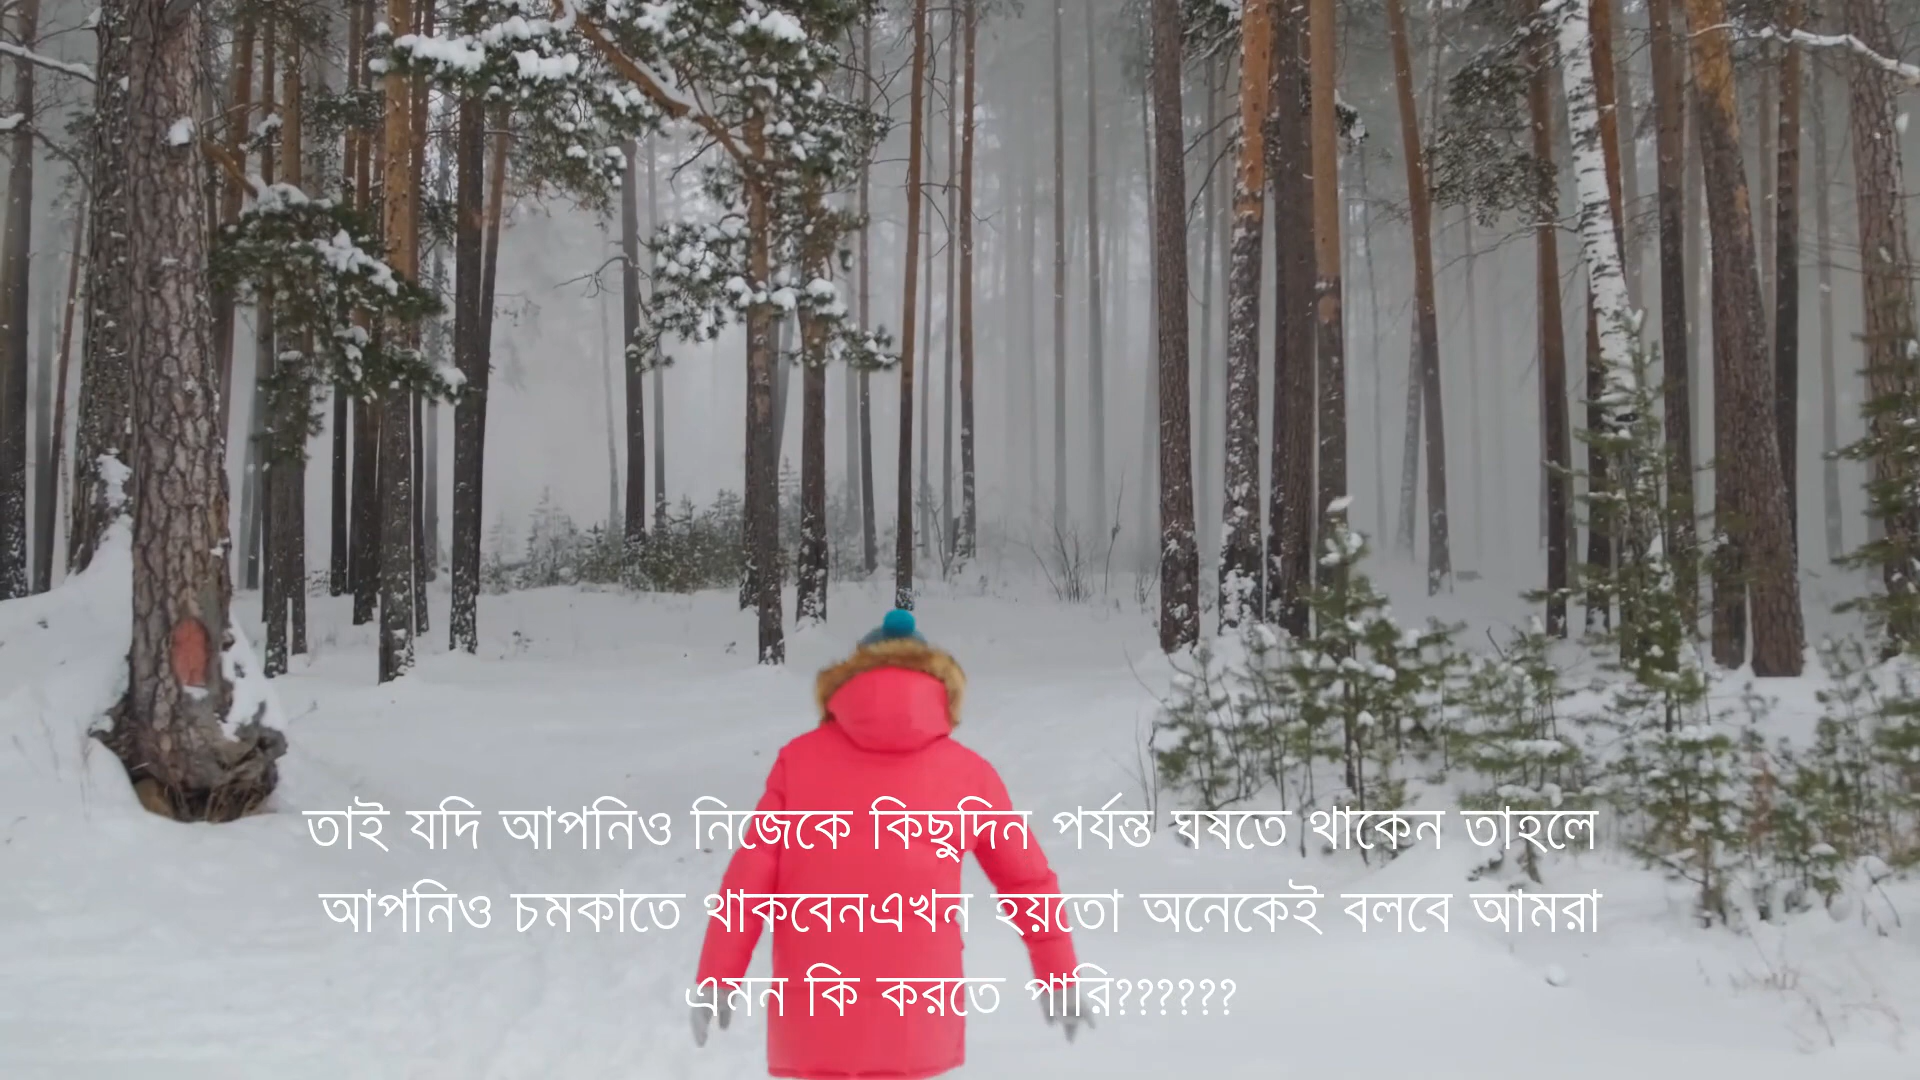 তাই যদি আপনিও নিজেকে কিছুদিন পর্যন্ত ঘষতে থাকেন তাহলে
আপনিও চমকাতে থাকবেনএখন হয়তো অনেকেই বলবে আমরা
এমন কি করতে পারি??????